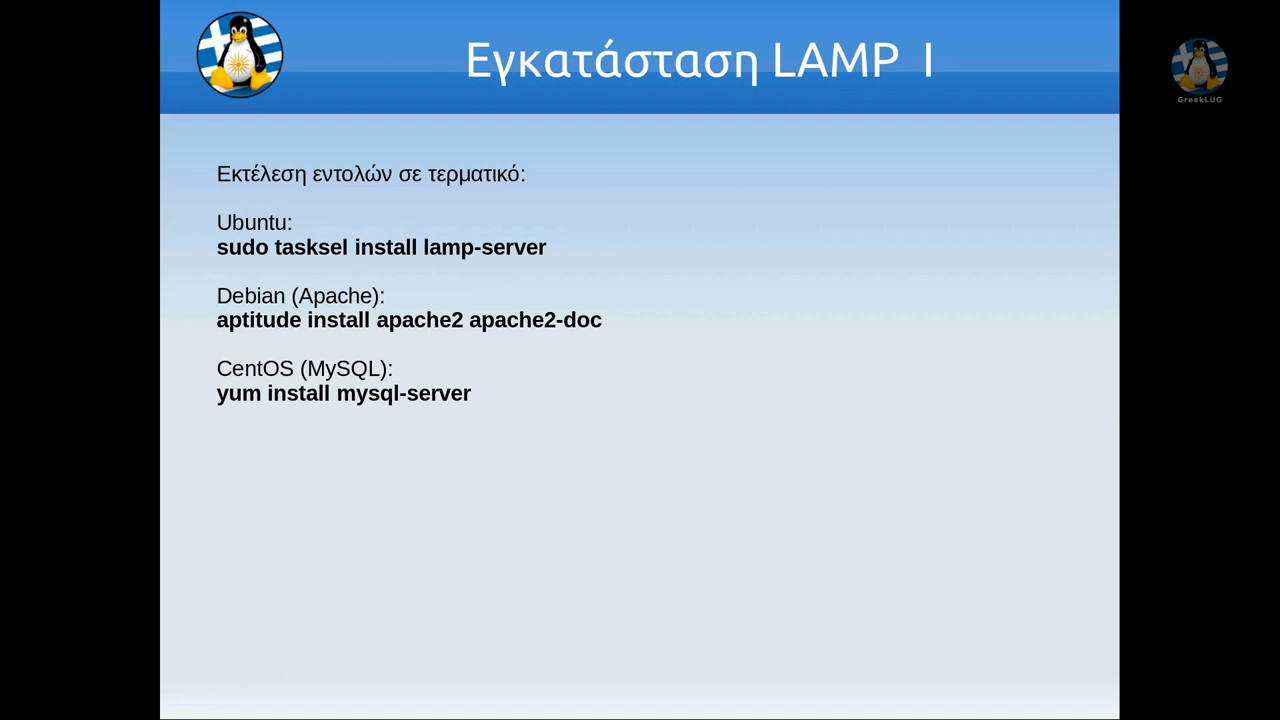 Εγκατάσταση LAMP I
GreekLUG
Εκτέλεση εντολών σε τερματικό:
Ubuntu:
sudo tasksel install lamp-server
Debian (Apache):
aptitude install apache2 apache2-doc
CentOS (MySQL):
yum install mysql-server